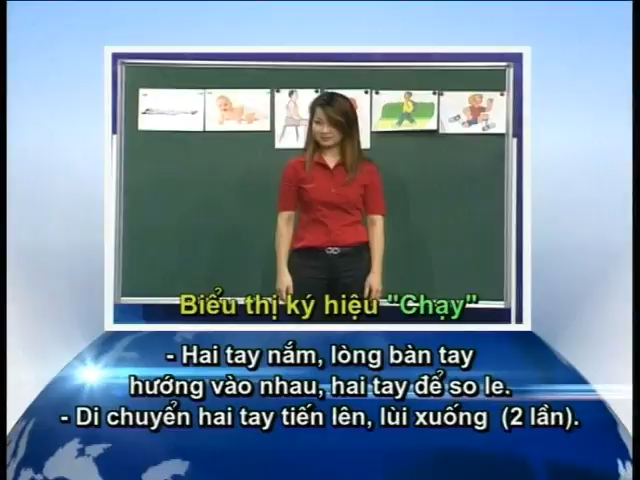 Biểu thị ký hiệu "Chạy"
- Hai tay nắm, lòng bàn tay
hướng vào nhau, hai tay để so le.
- Di chuyển hai tay tiến lên, lùi xuống (2 lần).